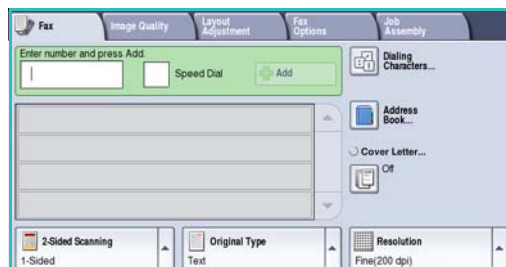 Fax
Image Quality
Layout
Adjustment
Fax
Options
Job
Assembly
Enter number and press Add.
Speed Dial
Add
Dialing
Characters...
Address
Book...
Cover Letter...
Off
2-Sided Scanning
1-Sided
Original Type
Text
Resolution
Fine(200 dpi)